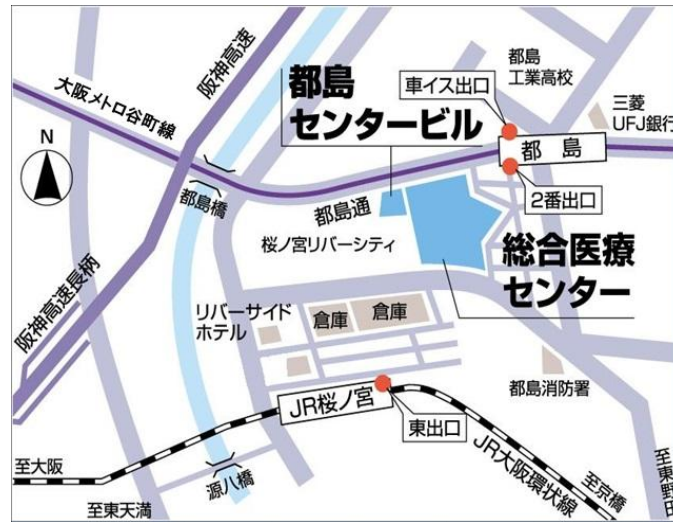 大阪メトロ谷町線
阪神高速
都島
センタービル
車イス出口
都島
工業高校
三菱
UFJ銀行
N
都島
2番出口
都島橋
都島通
桜ノ宮リバーシティ
総合医療
センター
阪神高速長柄
リバーサイド
ホテル
倉庫
倉庫
都島消防署
JR桜ノ宮
東出口
JR大阪環状線
至大阪
源八橋
至東天満
至京橋
至東野田